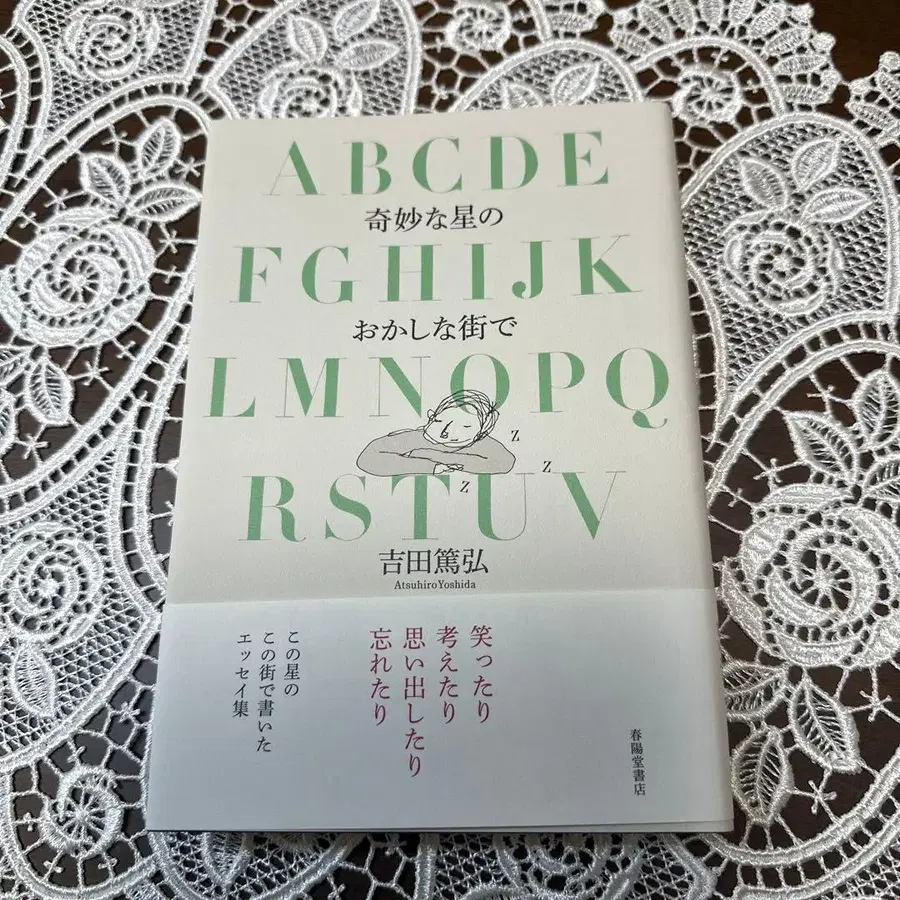 ABCDE
奇妙な星の
FGHIJK
おかしな街で
LMNOPQ
Z
Z
Z
RSTUV
吉田篤弘
Atsuhiro Yoshida
笑ったり
考えたり
思い出したり
忘れたり
この星の
この街で書いた
エッセイ集
春陽堂書店